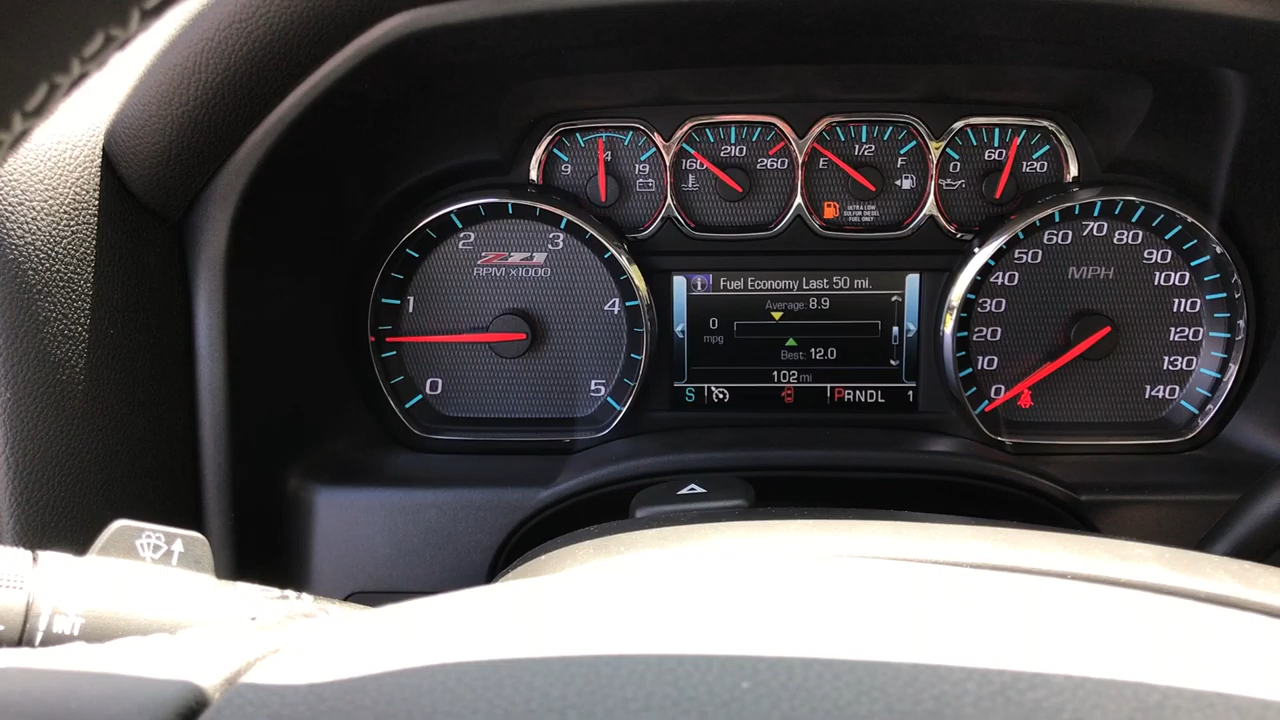 9 14 19
160 210 260
E 1/2 F
ULTRA LOW
SULFUR DIESEL
FUEL ONLY
0 60 120
0 1 2 3 4 5
Z71
RPM x1000
i Fuel Economy Last 50 mi.
Average: 8.9
0
mpg
Best: 12.0
102 mi
S PRNDL 1
0 10 20 30 40 50 60 70 80 90 100 110 120 130 140
MPH
INT